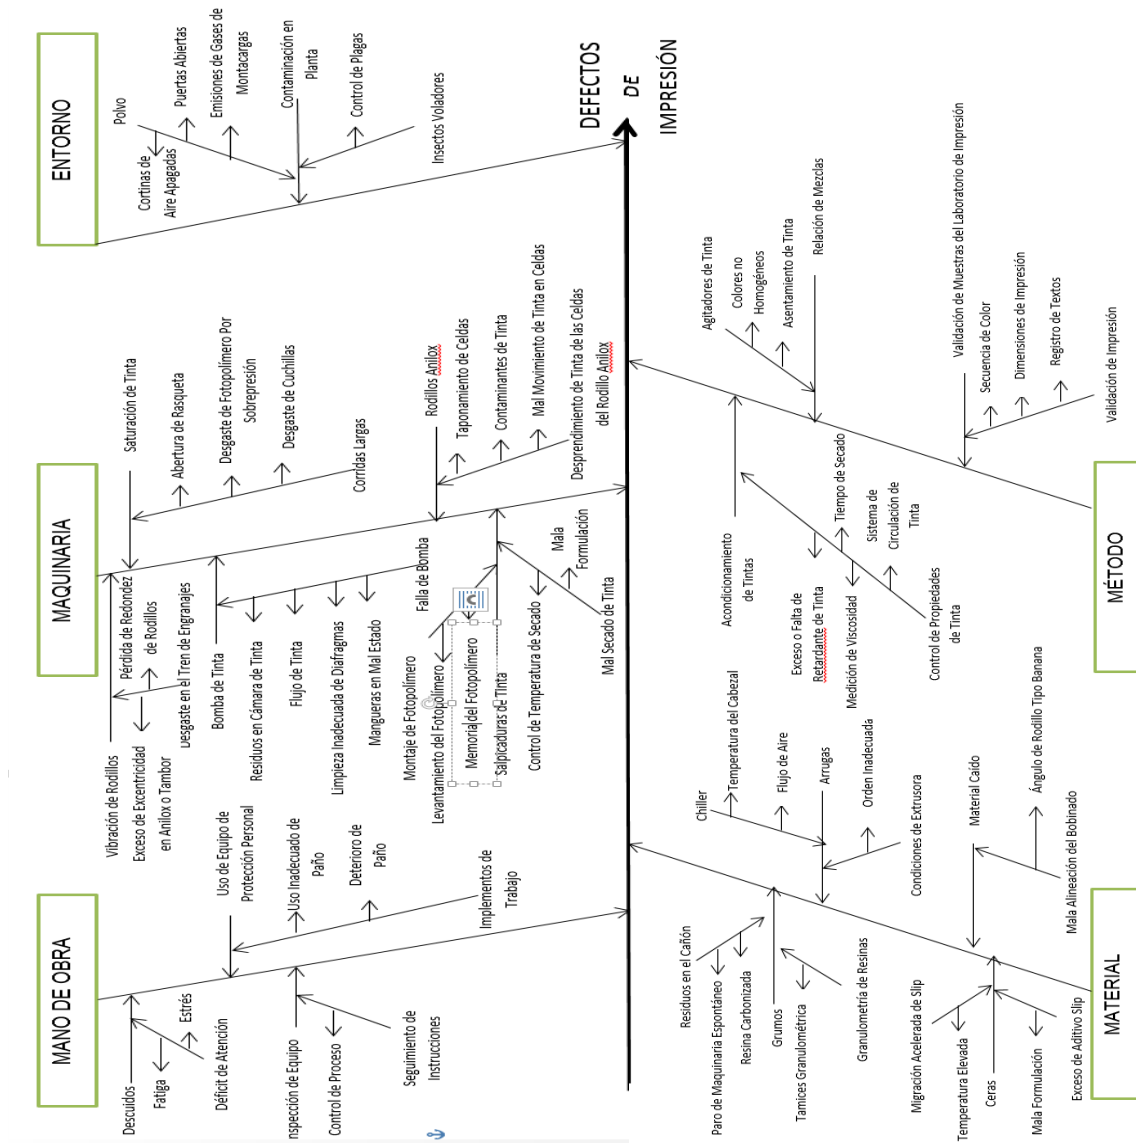 MANO DE OBRA
Descuidos
Fatiga
Estrés
Déficit de Atención
nspección de Equipo
Control de Proceso
Seguimiento de
Instrucciones
Uso de Equipo de
Protección Personal
Uso Inadecuado de
Paño
Deterioro de
Paño
Implementos de
Trabajo
MAQUINARIA
Vibración de Rodillos
Pérdida de Redondez
de Rodillos
Exceso de Excentricidad
en Anilox o Tambor
Desgaste en el Tren de Engranajes
Bomba de Tinta
Residuos en Cámara de Tinta
Flujo de Tinta
Limpieza Inadecuada de Diafragmas
Mangueras en Mal Estado
Falla de Bomba
Montaje de Fotopolímero
Levantamiento del Fotopolímero
Memoria del Fotopolímero
Salpicaduras de Tinta
Control de Temperatura de Secado
Mala
Formulación
Mal Secado de Tinta
Saturación de Tinta
Abertura de Rasqueta
Desgaste de Fotopolímero Por
Sobrepresión
Desgaste de Cuchillas
Corridas Largas
Rodillos Anilox
Taponamiento de Celdas
Contaminantes de Tinta
Mal Movimiento de Tinta en Celdas
Desprendimiento de Tinta de las Celdas
del Rodillo Anilox
ENTORNO
Polvo
Cortinas de
Aire Apagadas
Puertas Abiertas
Emisiones de Gases de
Montacargas
Contaminación en
Planta
Control de Plagas
Insectos Voladores
DEFECTOS
DE
IMPRESIÓN
MATERIAL
Residuos en el Cañón
Paro de Maquinaria Espontáneo
Resina Carbonizada
Grumos
Tamices Granulométrica
Granulometría de Resinas
Migración Acelerada de Slip
Temperatura Elevada
Ceras
Mala Formulación
Exceso de Aditivo Slip
Chiller
Temperatura del Cabezal
Flujo de Aire
Arrugas
Orden Inadecuada
Condiciones de Extrusora
Material Caído
Ángulo de Rodillo Tipo Banana
Mala Alineación del Bobinado
MÉTODO
Acondicionamiento
de Tintas
Exceso o Falta de
Retardante de Tinta
Tiempo de Secado
Medición de Viscosidad
Sistema de
Circulación de
Tinta
Control de Propiedades
de Tinta
Agitadores de Tinta
Colores no
Homogéneos
Asentamiento de Tinta
Relación de Mezclas
Validación de Muestras del Laboratorio de Impresión
Secuencia de Color
Dimensiones de Impresión
Registro de Textos
Validación de Impresión